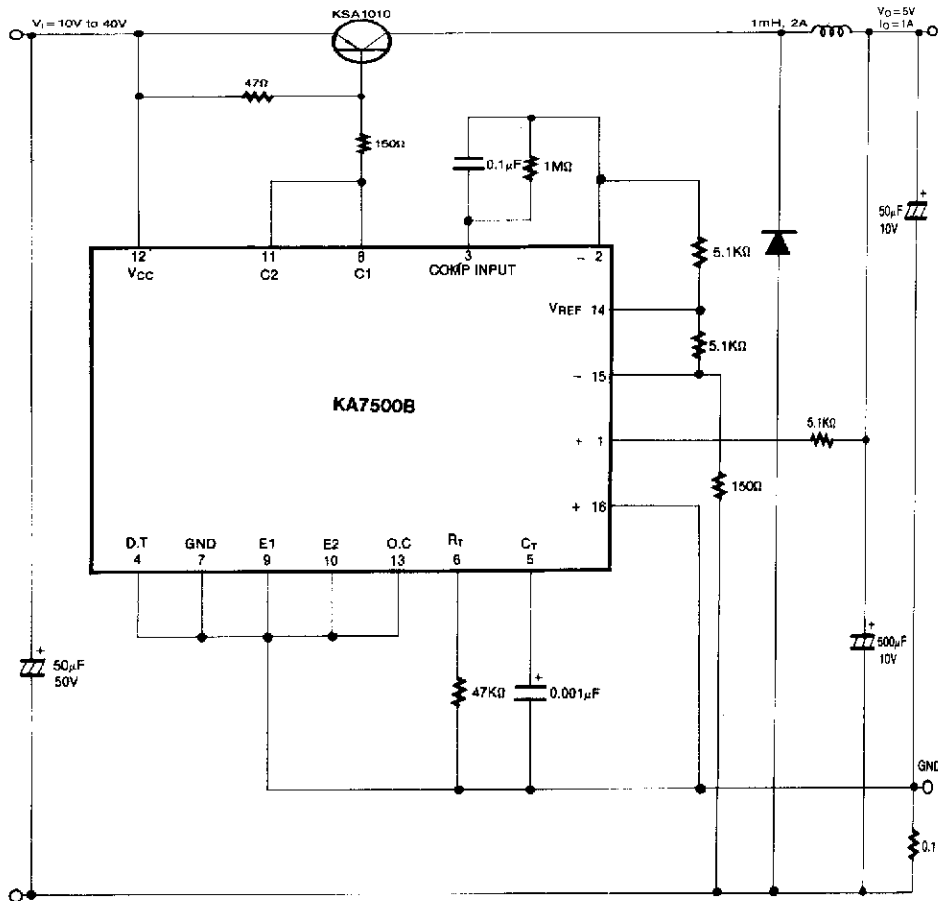 KSA1010
VI = 10V to 40V
1mH, 2A
VO = 5V
IO = 1A
47Ω
150Ω
0.1μF
1MΩ
12
11
8
3
- 2
VCC
C2
C1
COMP INPUT
5.1KΩ
50μF
10V
+
VREF 14
5.1KΩ
- 15
KA7500B
5.1KΩ
+ 1
150Ω
+ 16
D.T
GND
E1
E2
O.C
RT
CT
4
7
9
10
13
6
5
+
500μF
10V
+
50μF
50V
47KΩ
+
0.001μF
GND
0.1